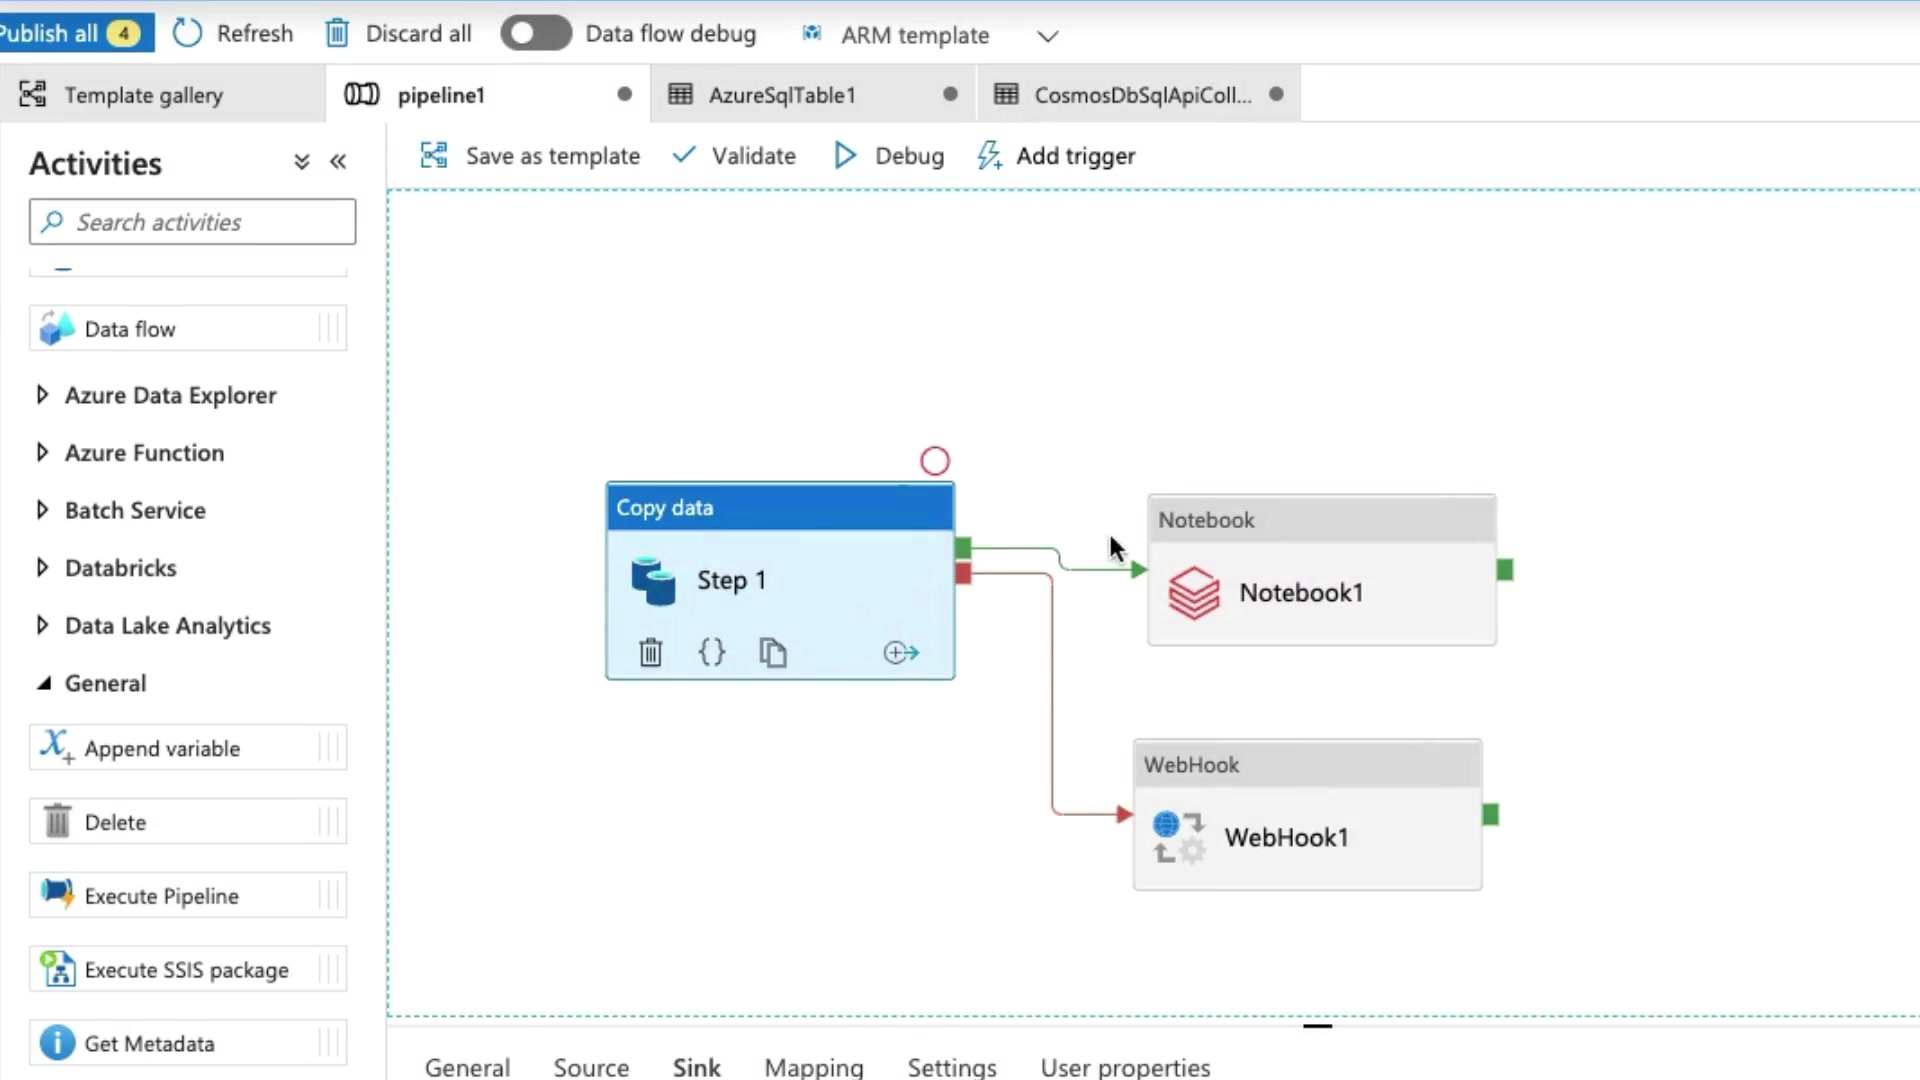 Publish all 4 Refresh Discard all Data flow debug ARM template
Template gallery pipeline1 AzureSqlTable1 CosmosDbSqlApiColl...
Activities
Save as template Validate Debug Add trigger
Search activities
Data flow
Azure Data Explorer
Azure Function
Batch Service
Databricks
Data Lake Analytics
General
Append variable
Delete
Execute Pipeline
Execute SSIS package
Get Metadata
Copy data
Step 1
Notebook
Notebook1
WebHook
WebHook1
General Source Sink Mapping Settings User properties